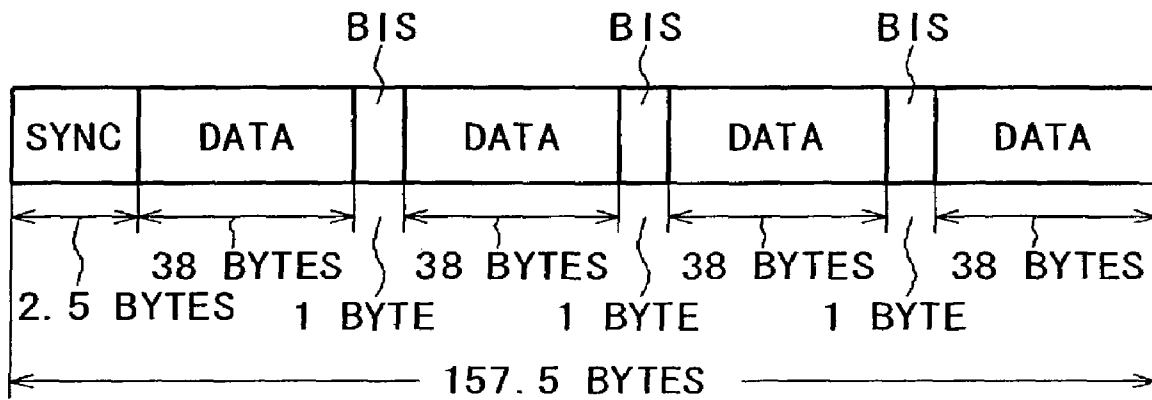 BIS BIS BIS
SYNC DATA DATA DATA DATA
38 BYTES 38 BYTES 38 BYTES 38 BYTES
2.5 BYTES 1 BYTE 1 BYTE 1 BYTE
157.5 BYTES